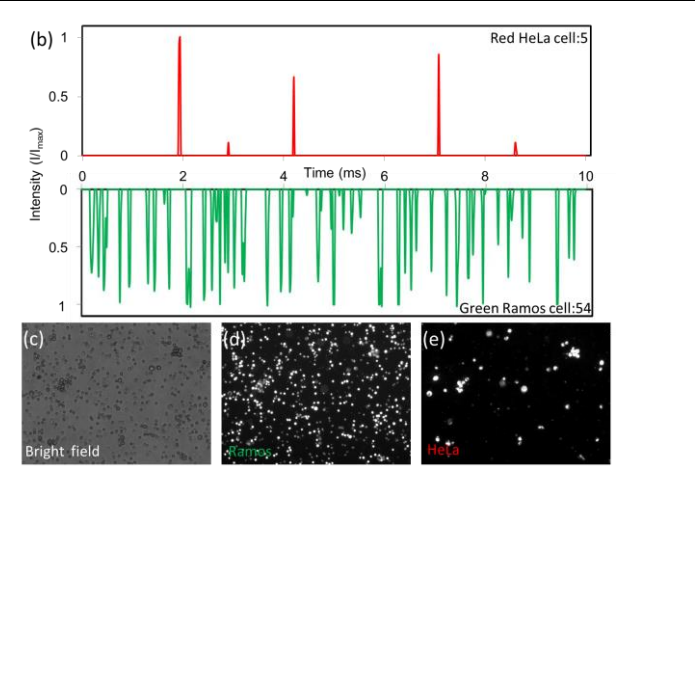 (b)
1
Red HeLa cell:5
0.5
0
0 2 4 Time (ms) 6 8 10
Intensity (I/Imax)
0
0.5
1
Green Ramos cell:54
(c) (d) (e)
Bright field Ramos HeLa